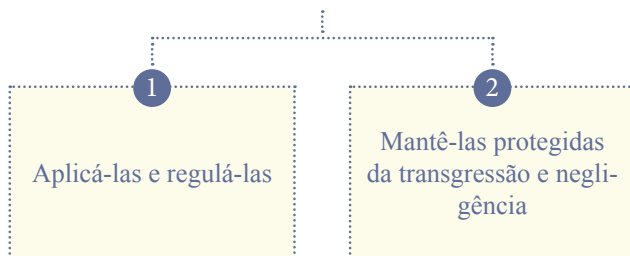 1
Aplicá-las e regulá-las
2
Mantê-las protegidas
da transgressão e negli-
gência